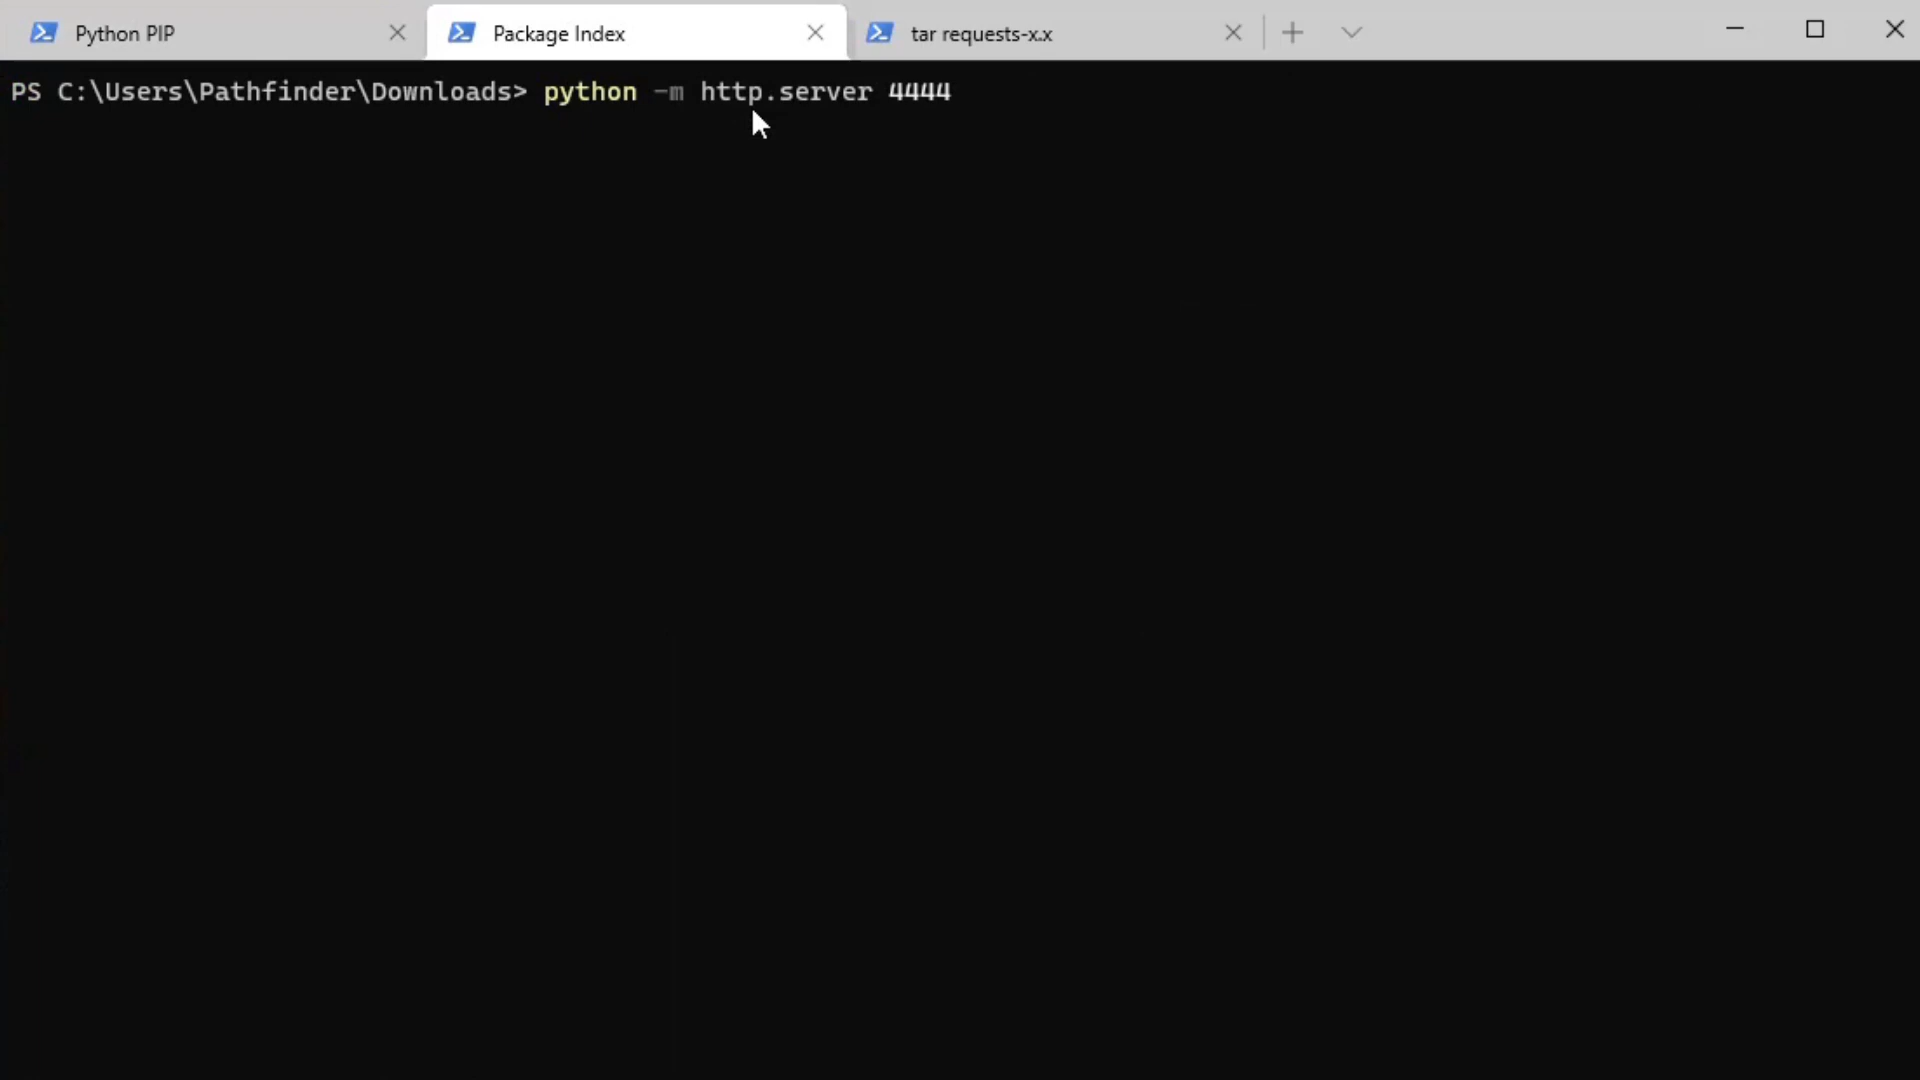 Python PIP
Package Index
tar requests-x.x
PS C:\Users\Pathfinder\Downloads> python -m http.server 4444